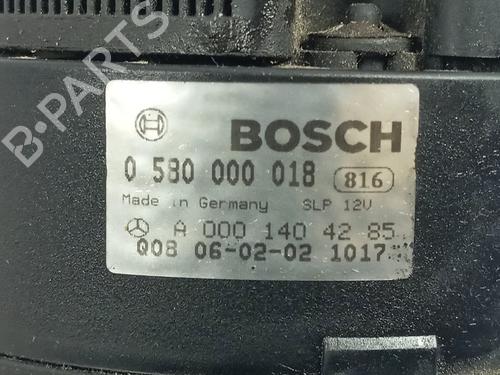 B-PARTS
BOSCH
0 580 000 018 816
Made in Germany SLP 12V
A 000 140 42 85
Q08 06-02-02 1017